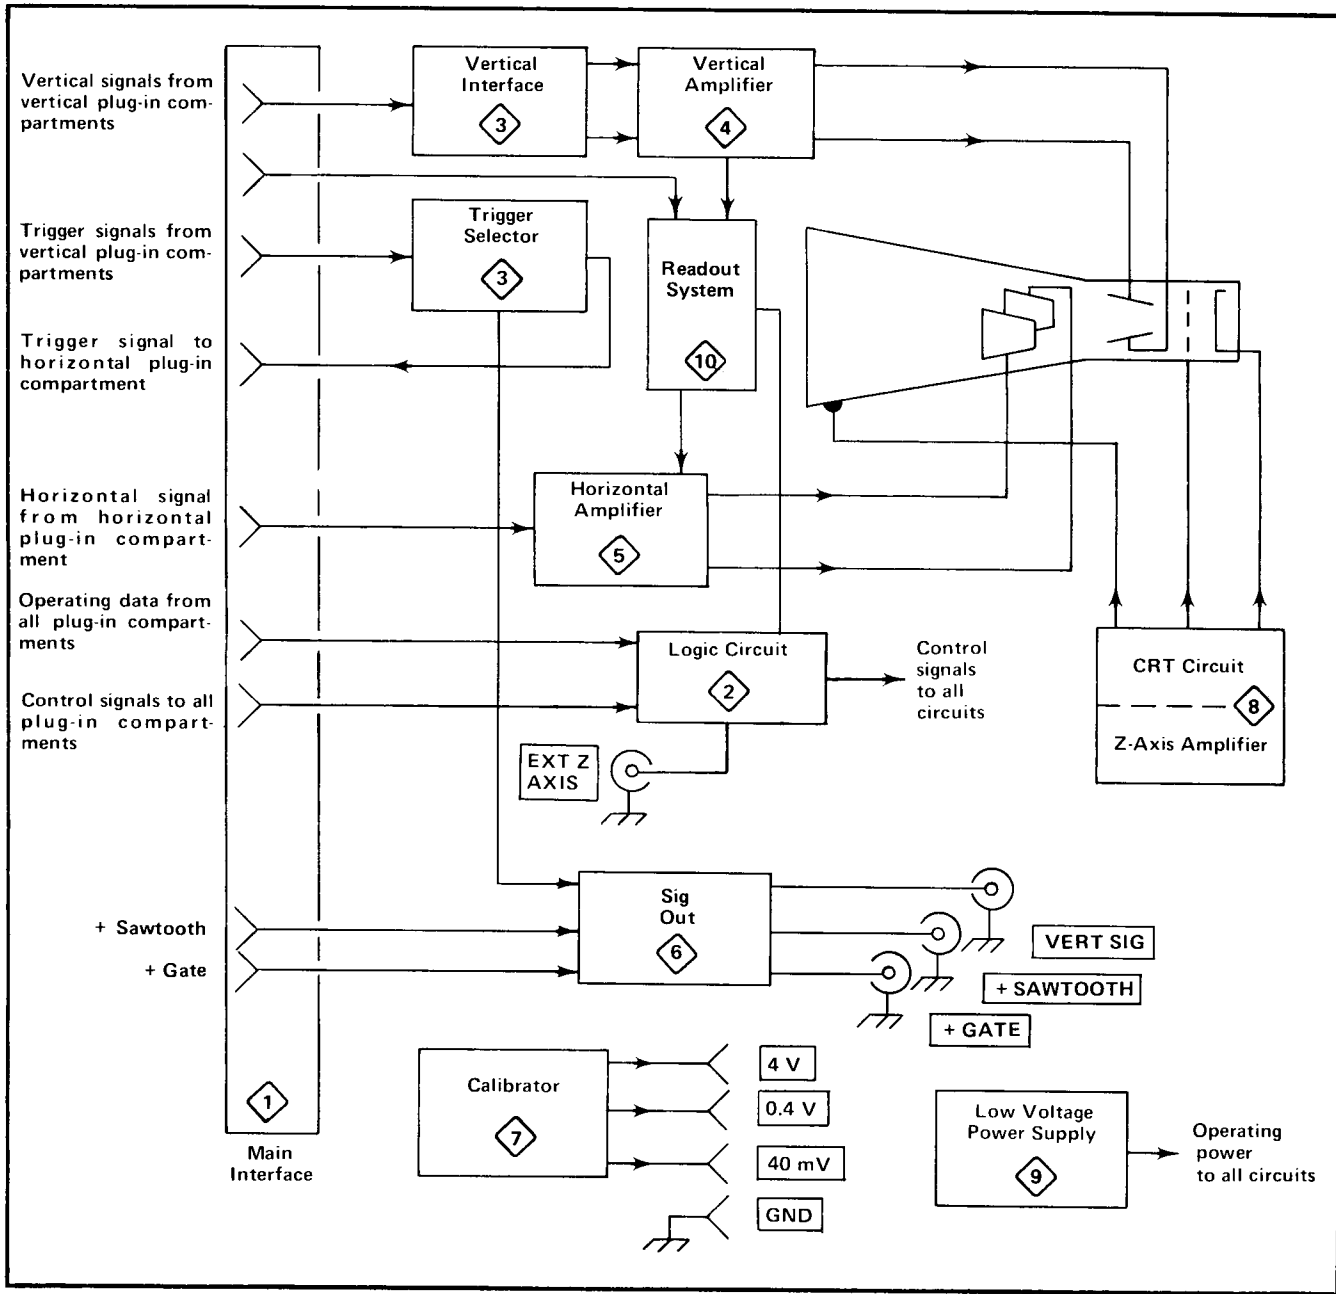 Vertical signals from
vertical plug-in com-
partments
Vertical
Interface
3
Vertical
Amplifier
4
Trigger signals from
vertical plug-in com-
partments
Trigger
Selector
3
Readout
System
10
Trigger signal to
horizontal plug-in
compartment
Horizontal signal
from horizontal
plug-in compart-
ment
Horizontal
Amplifier
5
Operating data from
all plug-in compart-
ments
Logic Circuit
2
Control
signals
to all
circuits
CRT Circuit
8
Z-Axis Amplifier
Control signals to all
plug-in compart-
ments
EXT Z
AXIS
+ Sawtooth
+ Gate
Sig
Out
6
VERT SIG
+ SAWTOOTH
+ GATE
1
Main
Interface
Calibrator
7
4 V
0.4 V
40 mV
GND
Low Voltage
Power Supply
9
Operating
power
to all circuits